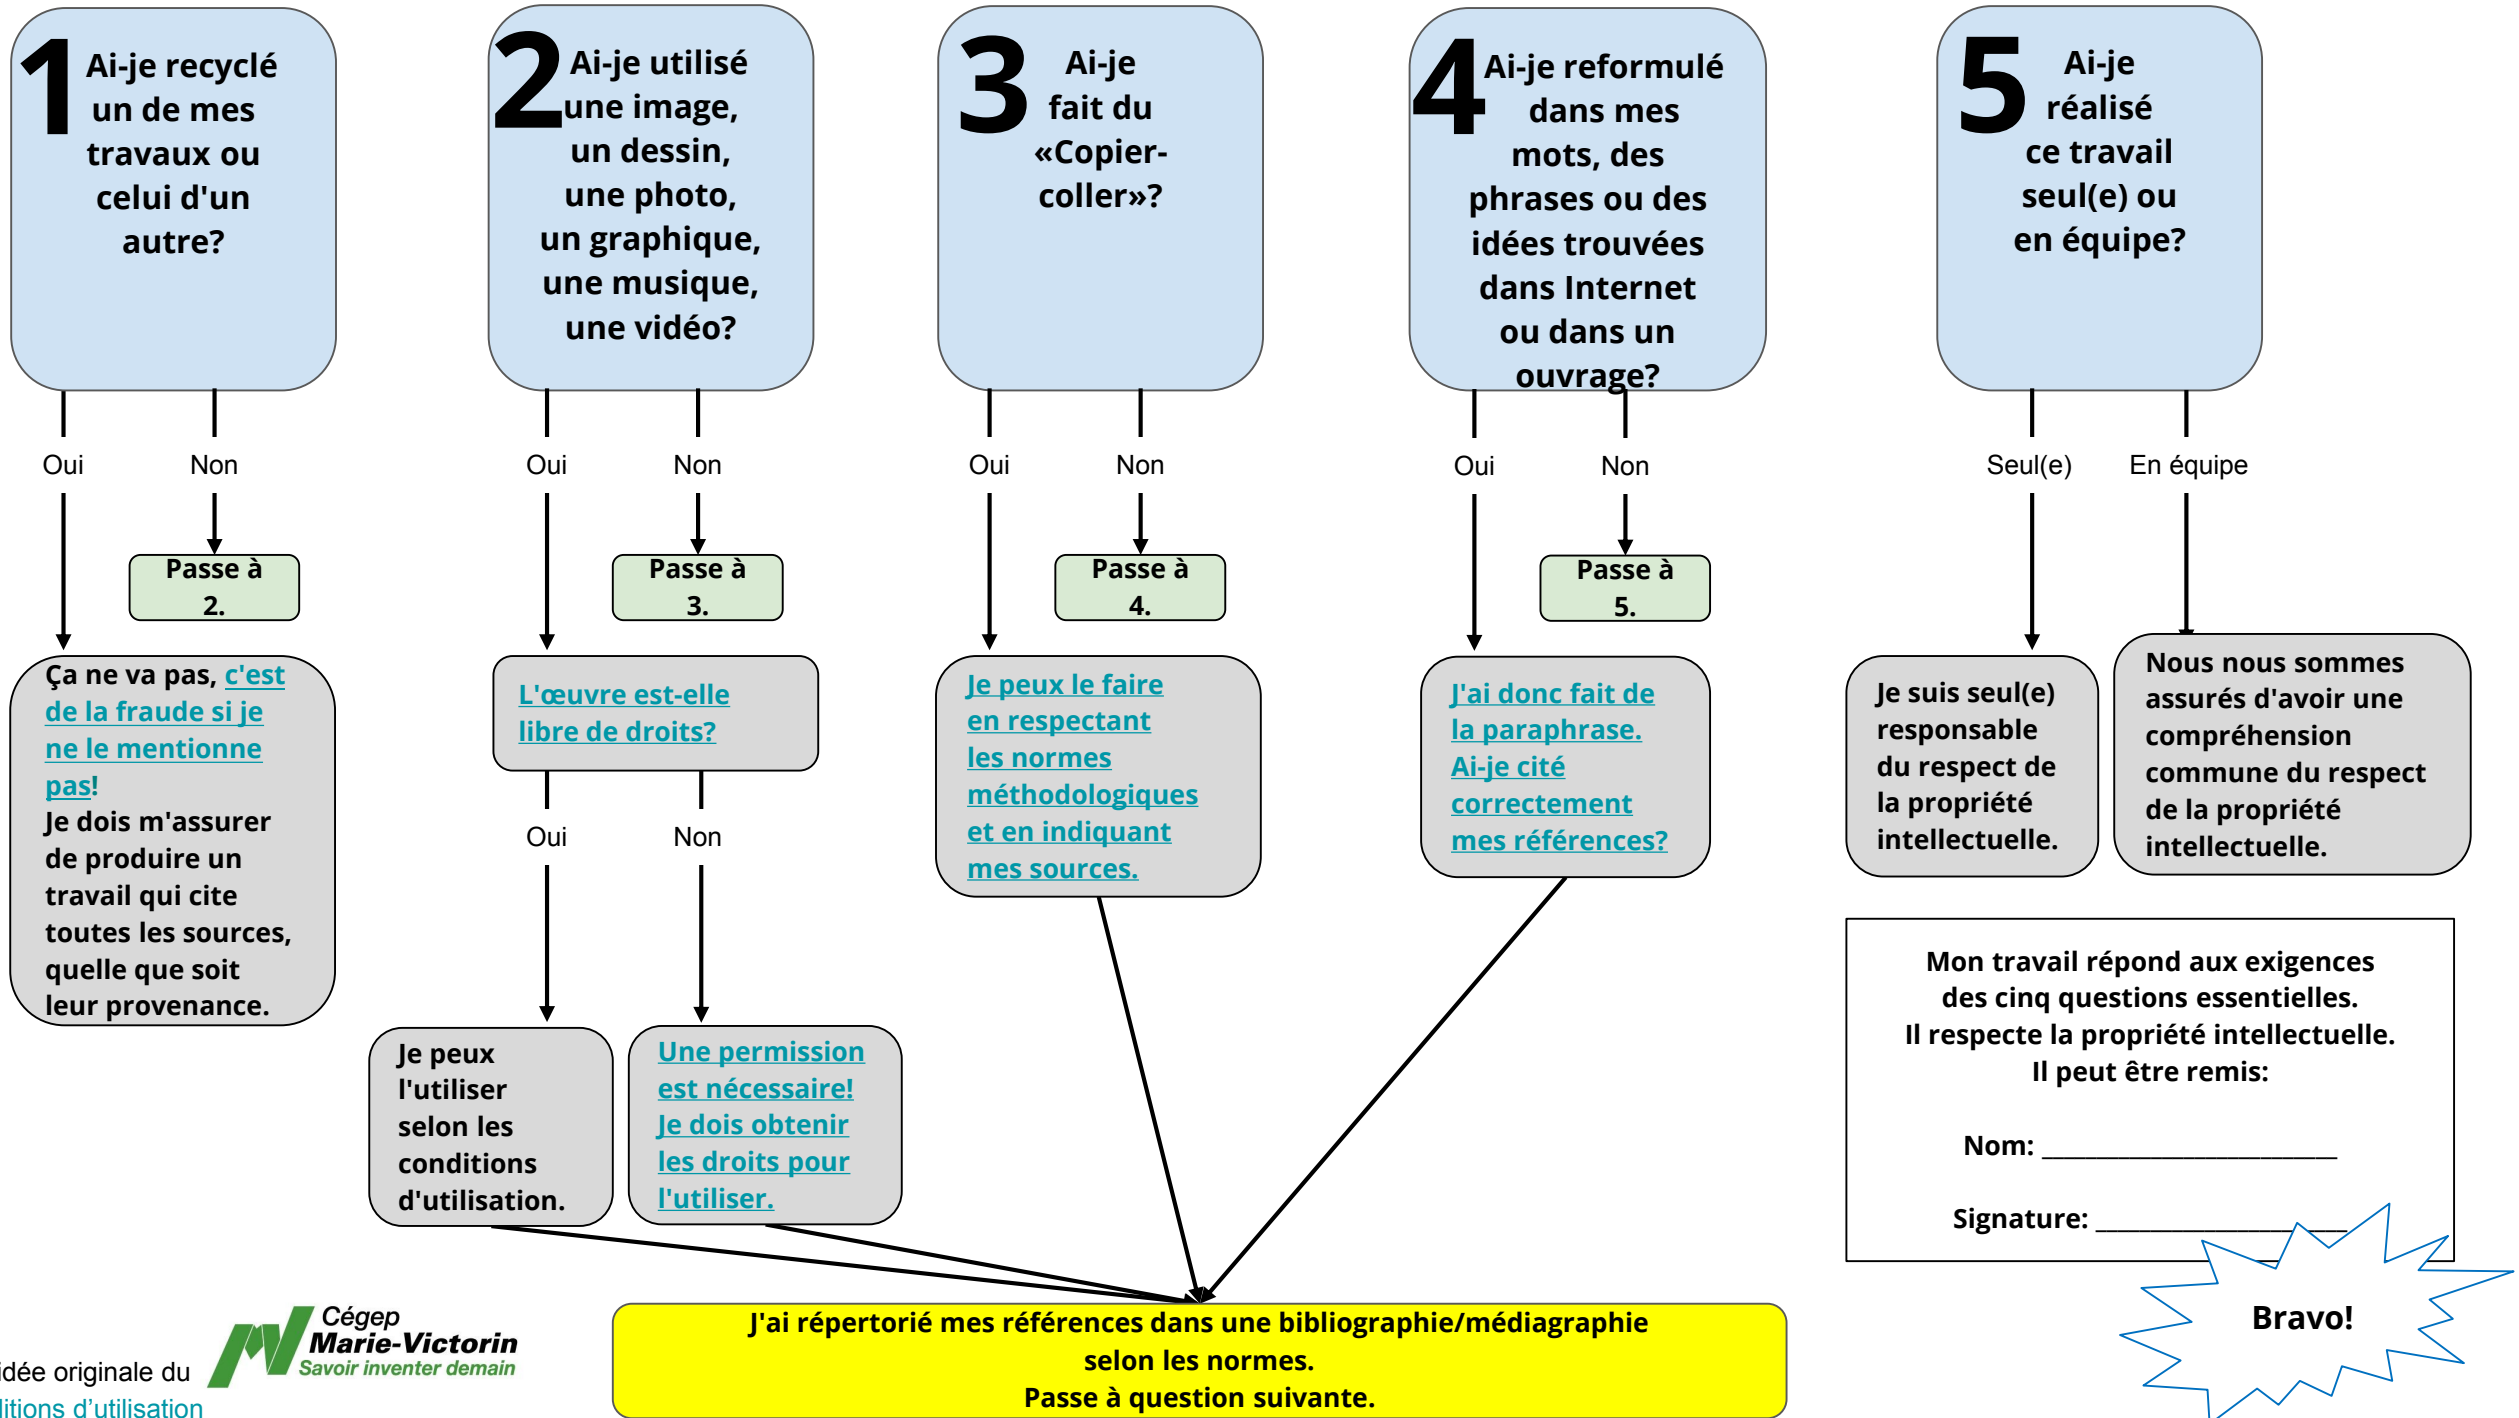 1
Ai-je recyclé
un de mes
travaux ou
celui d'un
autre?
Oui
Non
Passe à
2.
Ça ne va pas, c'est
de la fraude si je
ne le mentionne
pas!
Je dois m'assurer
de produire un
travail qui cite
toutes les sources,
quelle que soit
leur provenance.
2
Ai-je utilisé
une image,
un dessin,
une photo,
un graphique,
une musique,
une vidéo?
Oui
Non
Passe à
3.
L'œuvre est-elle
libre de droits?
Oui
Non
Je peux
l'utiliser
selon les
conditions
d'utilisation.
Une permission
est nécessaire!
Je dois obtenir
les droits pour
l'utiliser.
3
Ai-je
fait du
«Copier-
coller»?
Oui
Non
Passe à
4.
Je peux le faire
en respectant
les normes
méthodologiques
et en indiquant
mes sources.
4
Ai-je reformulé
dans mes
mots, des
phrases ou des
idées trouvées
dans Internet
ou dans un
ouvrage?
Oui
Non
Passe à
5.
J'ai donc fait de
la paraphrase.
Ai-je cité
correctement
mes références?
5
Ai-je
réalisé
ce travail
seul(e) ou
en équipe?
Seul(e)
En équipe
Je suis seul(e)
responsable
du respect de
la propriété
intellectuelle.
Nous nous sommes
assurés d'avoir une
compréhension
commune du respect
de la propriété
intellectuelle.
Mon travail répond aux exigences
des cinq questions essentielles.
Il respecte la propriété intellectuelle.
Il peut être remis:
Nom: ____________________
Signature: _________________
Bravo!
J'ai répertorié mes références dans une bibliographie/médiagraphie
selon les normes.
Passe à question suivante.
Cégep
Marie-Victorin
Savoir inventer demain
idée originale du
ditions d'utilisation